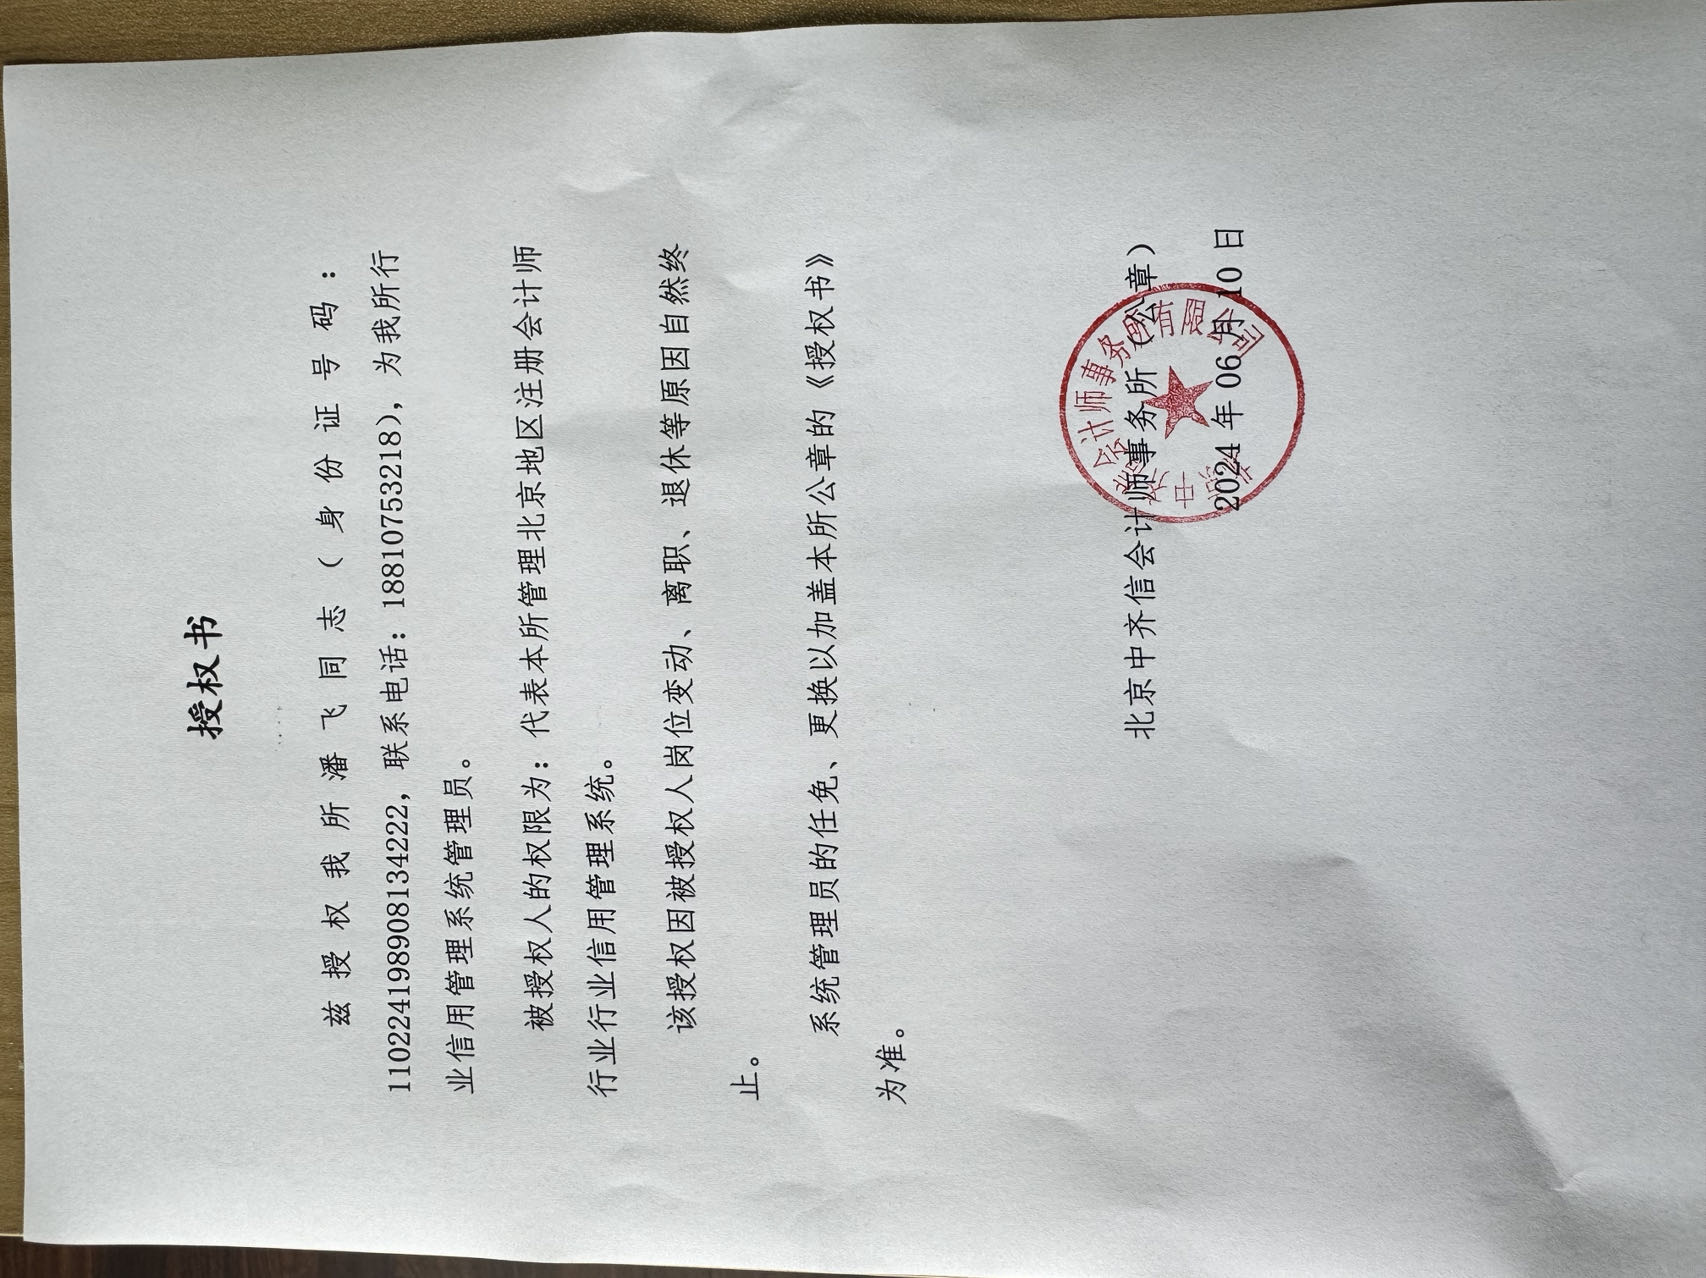 授权书
兹授权我所潘飞同志（身份证号码：
110224198908134222，联系电话：18810753218），为我所行
业信用管理系统管理员。
被授权人的权限为：代表本所管理北京地区注册会计师
行业行业信用管理系统。
该授权因被授权人岗位变动、离职、退休等原因自然终
止。
系统管理员的任免、更换以加盖本所公章的《授权书》
为准。
北京中齐信会计师事务所（公章）
2024年06月10日